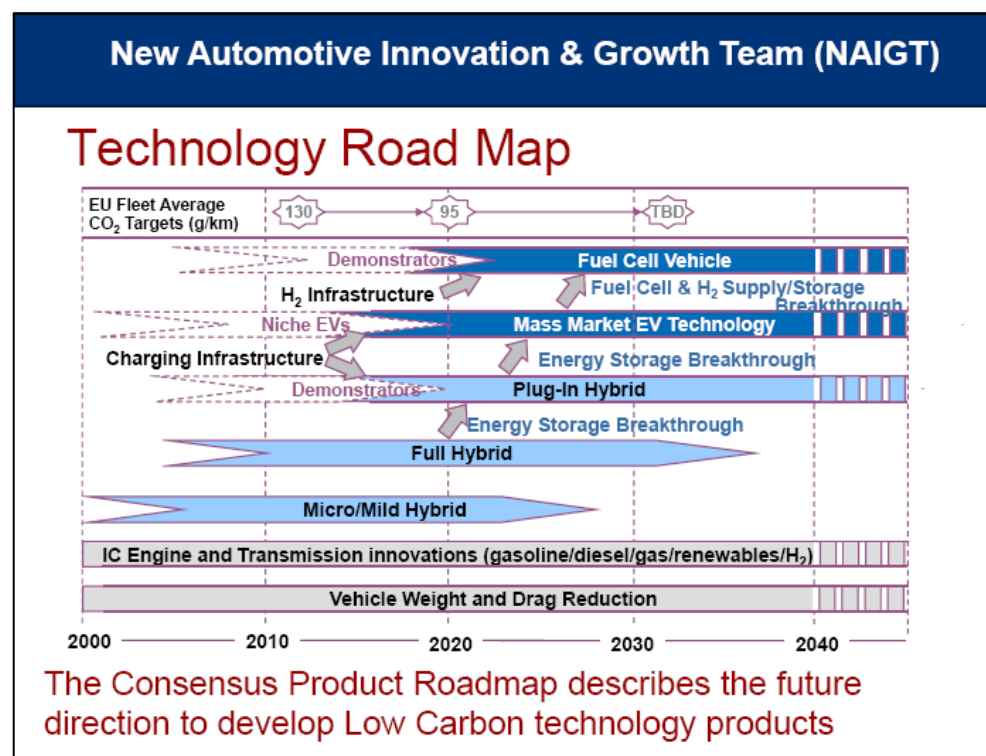 New Automotive Innovation & Growth Team (NAIGT)
Technology Road Map
EU Fleet Average
CO₂ Targets (g/km)
130
95
TBD
Demonstrators
Fuel Cell Vehicle
H₂ Infrastructure
Fuel Cell & H₂ Supply/Storage
Breakthrough
Niche EVs
Mass Market EV Technology
Charging Infrastructure
Energy Storage Breakthrough
Demonstrators
Plug-In Hybrid
Energy Storage Breakthrough
Full Hybrid
Micro/Mild Hybrid
IC Engine and Transmission innovations (gasoline/diesel/gas/renewables/H₂)
Vehicle Weight and Drag Reduction
2000 2010 2020 2030 2040
The Consensus Product Roadmap describes the future
direction to develop Low Carbon technology products